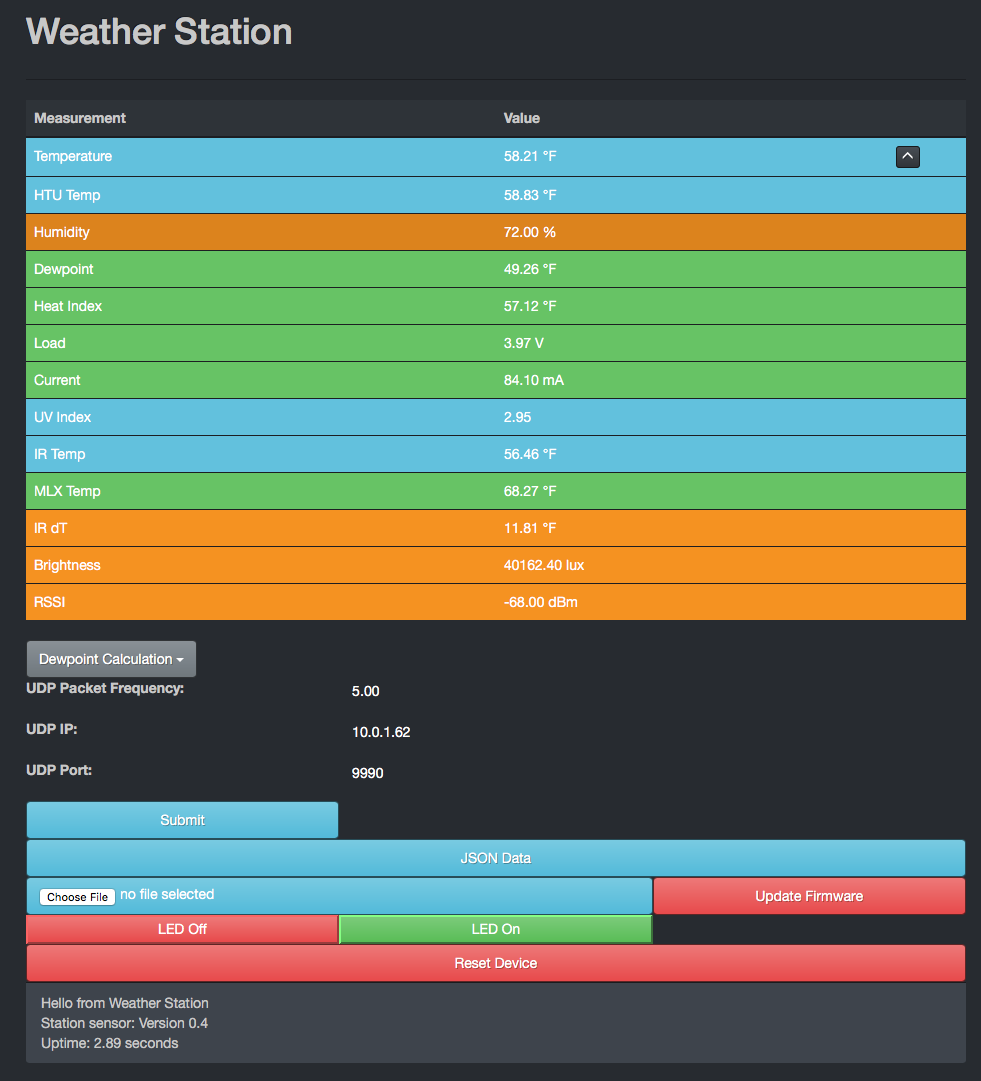 Weather Station
Measurement Value
Temperature 58.21 °F
HTU Temp 58.83 °F
Humidity 72.00 %
Dewpoint 49.26 °F
Heat Index 57.12 °F
Load 3.97 V
Current 84.10 mA
UV Index 2.95
IR Temp 56.46 °F
MLX Temp 68.27 °F
IR dT 11.81 °F
Brightness 40162.40 lux
RSSI -68.00 dBm
Dewpoint Calculation
UDP Packet Frequency: 5.00
UDP IP: 10.0.1.62
UDP Port: 9990
Submit
JSON Data
Choose File no file selected Update Firmware
LED Off LED On
Reset Device
Hello from Weather Station
Station sensor: Version 0.4
Uptime: 2.89 seconds